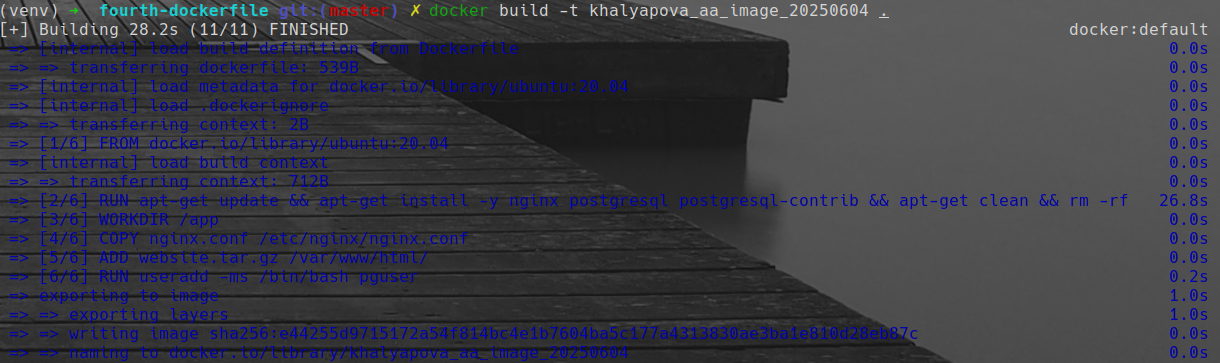 (venv) → fourth-dockerfile git:(master) ✗ docker build -t khalyapova_aa_image_20250604 .
[+] Building 28.2s (11/11) FINISHED docker:default
=> [internal] load build definition from Dockerfile 0.0s
=> => transferring dockerfile: 539B 0.0s
=> [internal] load metadata for docker.io/library/ubuntu:20.04 0.0s
=> [internal] load .dockerignore 0.0s
=> => transferring context: 2B 0.0s
=> [1/6] FROM docker.io/library/ubuntu:20.04 0.0s
=> [internal] load build context 0.0s
=> => transferring context: 712B 0.0s
=> [2/6] RUN apt-get update && apt-get install -y nginx postgresql postgresql-contrib && apt-get clean && rm -rf 26.8s
=> [3/6] WORKDIR /app 0.0s
=> [4/6] COPY nginx.conf /etc/nginx/nginx.conf 0.0s
=> [5/6] ADD website.tar.gz /var/www/html/ 0.0s
=> [6/6] RUN useradd -ms /bin/bash pguser 0.2s
=> exporting to image 1.0s
=> => exporting layers 1.0s
=> => writing image sha256:e44255d9715172a54f814bc4e1b7604ba5c177a4313830ae3ba1e810d28eb87c 0.0s
=> => naming to docker.io/library/khalyapova_aa_image_20250604 0.0s